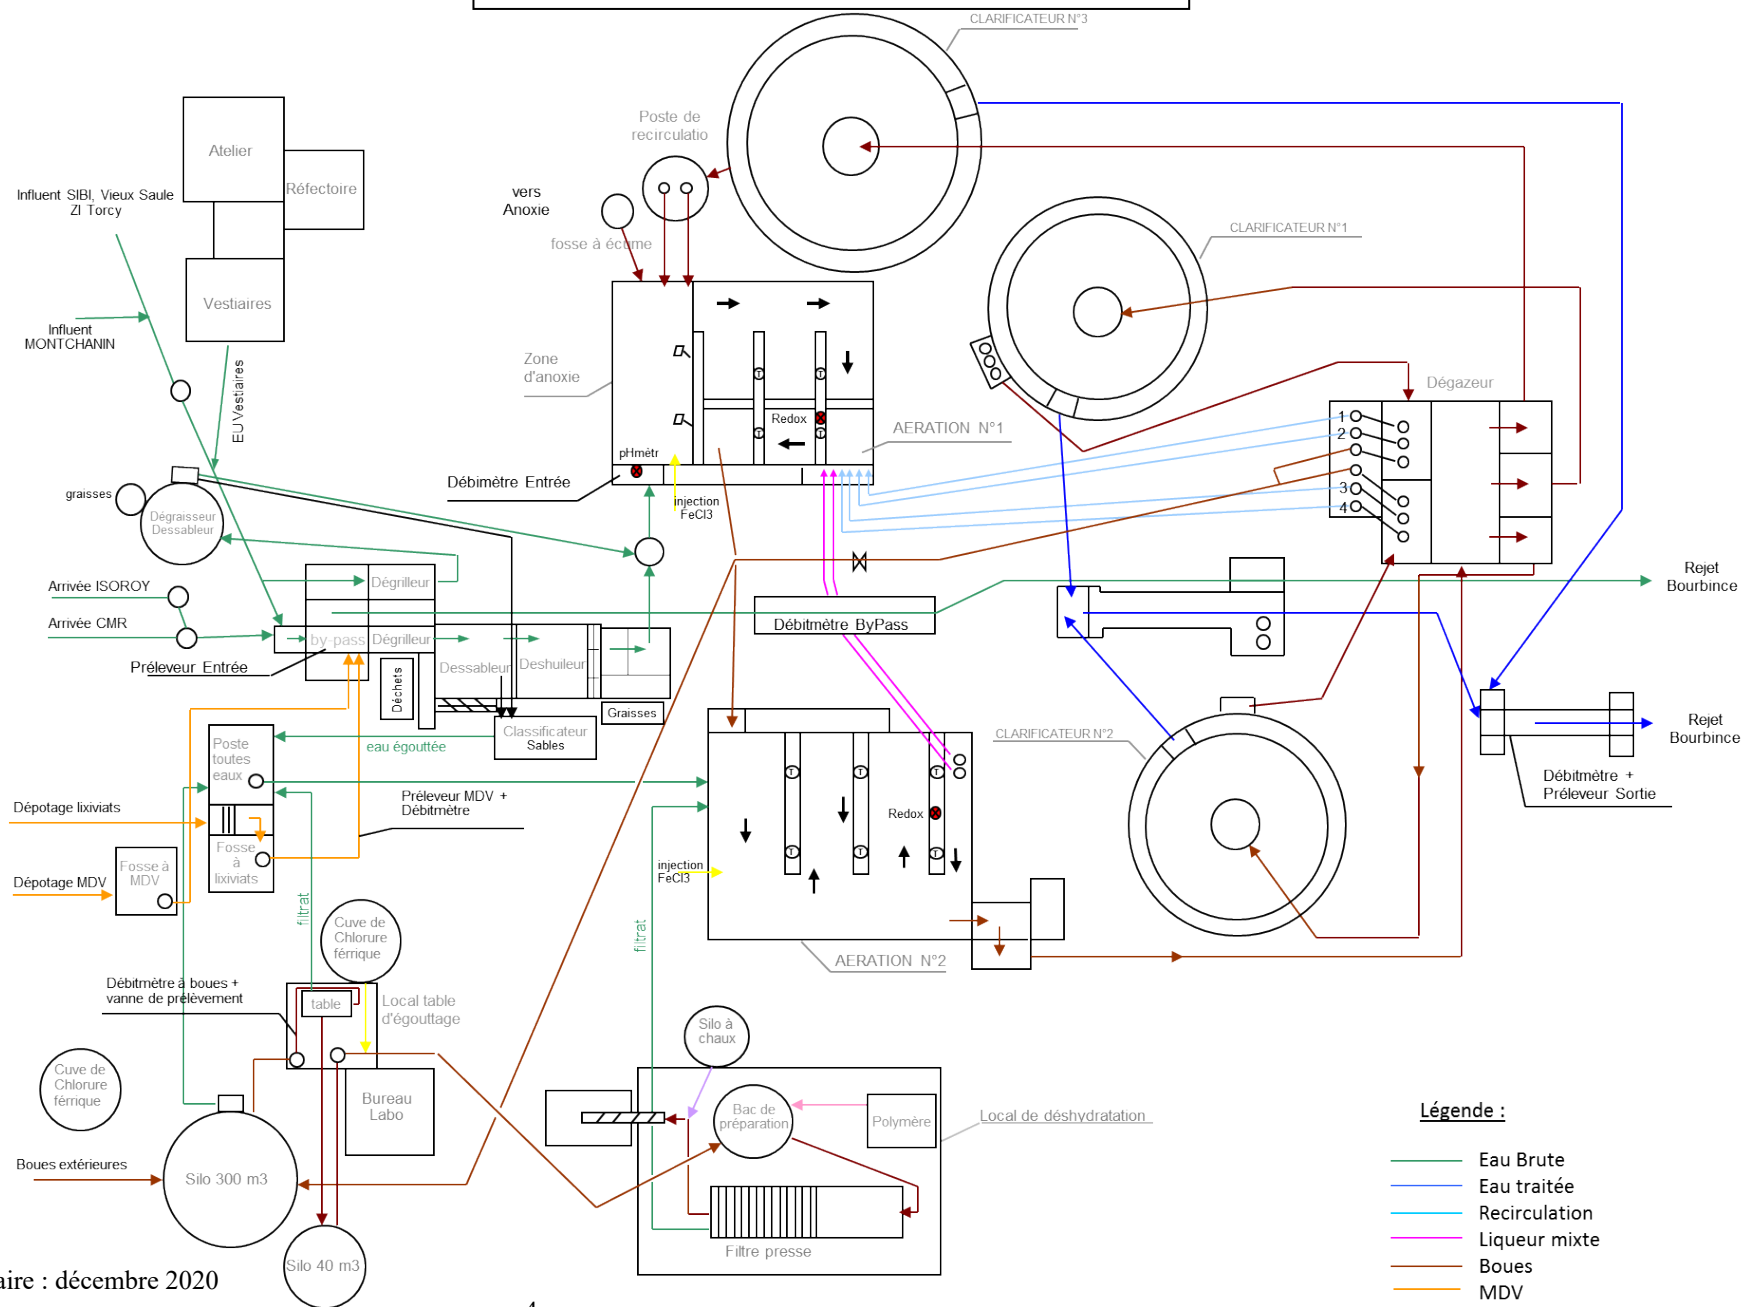 CLARIFICATEUR N°3
Poste de
recirculatio
Atelier
Réfectoire
Influent SIBI, Vieux Saule
ZI Torcy
vers
Anoxie
fosse à écume
CLARIFICATEUR N°1
Vestiaires
Influent
MONTCHANIN
EU Vestiaires
Zone
d'anoxie
Redox
AERATION N°1
pHmètr
Débimètre Entrée
injection
FeCl3
Dégazeur
1
2
3
4
graisses
Dégraisseur
Dessableur
Arrivée ISOROY
Arrivée CMR
Dégrilleur
by-pass
Dégrilleur
Préleveur Entrée
Déchets
Dessableur
Deshuileur
Graisses
Classificateur
Sables
eau égouttée
Débitmètre ByPass
Rejet
Bourbince
CLARIFICATEUR N°2
Rejet
Bourbince
Débitmètre +
Préleveur Sortie
Poste
toutes
eaux
Préleveur MDV +
Débitmètre
Dépotage lixiviats
Fosse
à
lixiviats
Fosse à
MDV
Dépotage MDV
filtrat
Redox
T
T
T
T
T
T
T
T
T
T
injection
FeCl3
filtrat
AERATION N°2
Cuve de
Chlorure
férrique
Débitmètre à boues +
vanne de prélèvement
table
Local table
d'égouttage
Cuve de
Chlorure
férrique
Bureau
Labo
Silo à
chaux
Bac de
préparation
Polymère
Local de déshydratation
Boues extérieures
Silo 300 m3
Silo 40 m3
Filtre presse
Légende :
Eau Brute
Eau traitée
Recirculation
Liqueur mixte
Boues
MDV
aire : décembre 2020
4